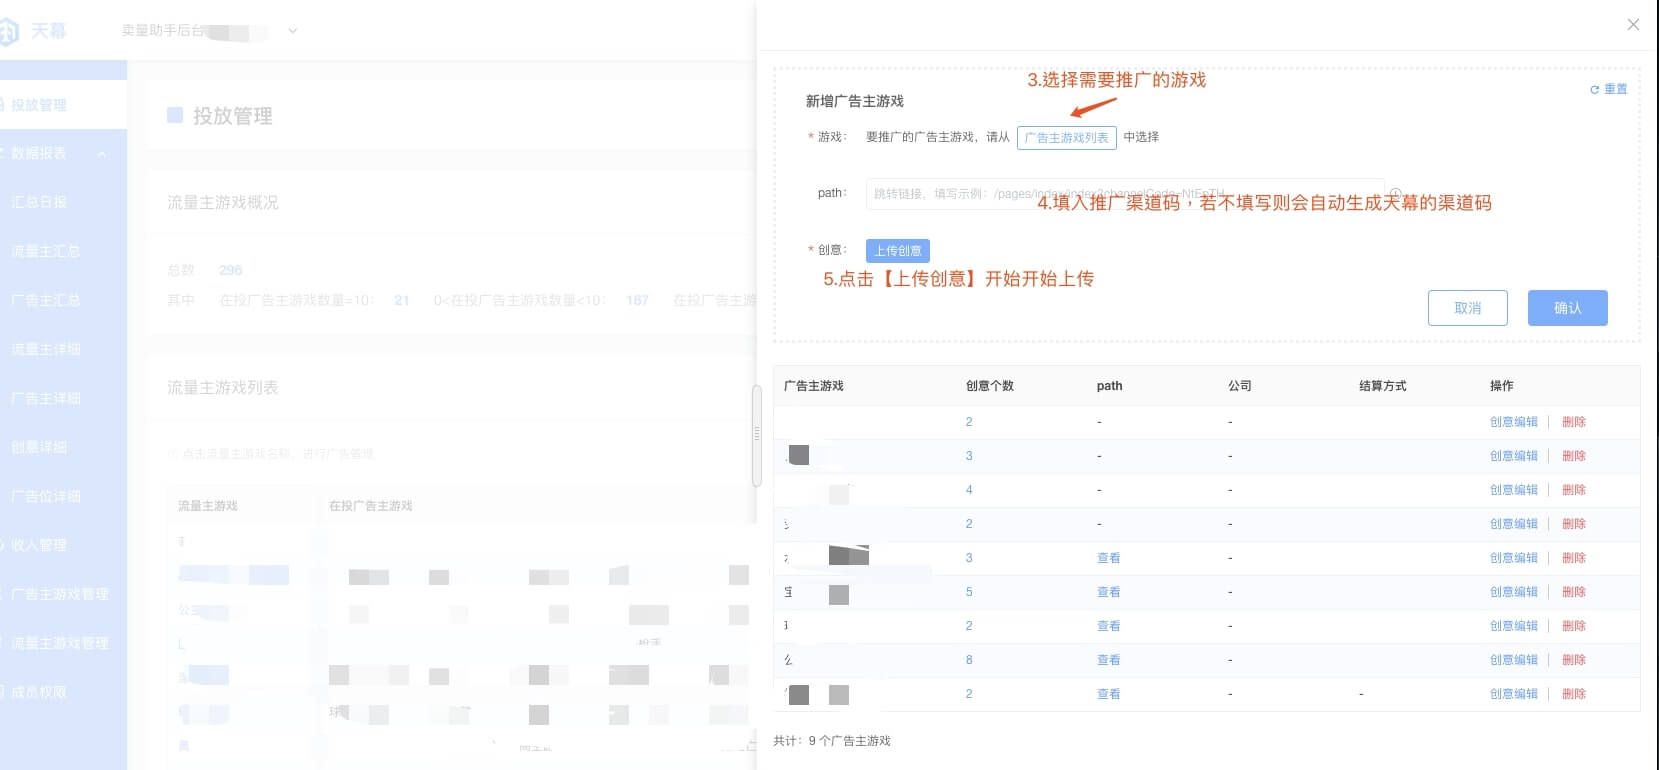 天幕
卖量助手后台
投放管理
数据报表
汇总日报
流量主汇总
广告主汇总
流量主详细
广告主详细
创意详细
广告位详细
收入管理
广告主游戏管理
流量主游戏管理
成员权限
投放管理
流量主游戏概况
总数 296
其中 在投广告主游戏数量=10: 21 0<在投广告主游戏数量<10: 187 在投广告主游
流量主游戏列表
点击流量主游戏名称,进行广告管理
流量主游戏 在投广告主游戏
公主
球
3.选择需要推广的游戏
重置
新增广告主游戏
* 游戏: 要推广的广告主游戏,请从 广告主游戏列表 中选择
path: 跳转链接,填写示例:/pages/index/index?channelCode=NtEpTH
4.填入推广渠道码,若不填写则会自动生成天幕的渠道码
* 创意: 上传创意
5.点击【上传创意】开始开始上传
取消 确认
广告主游戏 创意个数 path 公司 结算方式 操作
2 - - 创意编辑 删除
3 - - 创意编辑 删除
4 - - 创意编辑 删除
2 - - 创意编辑 删除
3 查看 - 创意编辑 删除
5 查看 - 创意编辑 删除
2 查看 - 创意编辑 删除
公 8 查看 - 创意编辑 删除
2 查看 - - 创意编辑 删除
共计:9 个广告主游戏